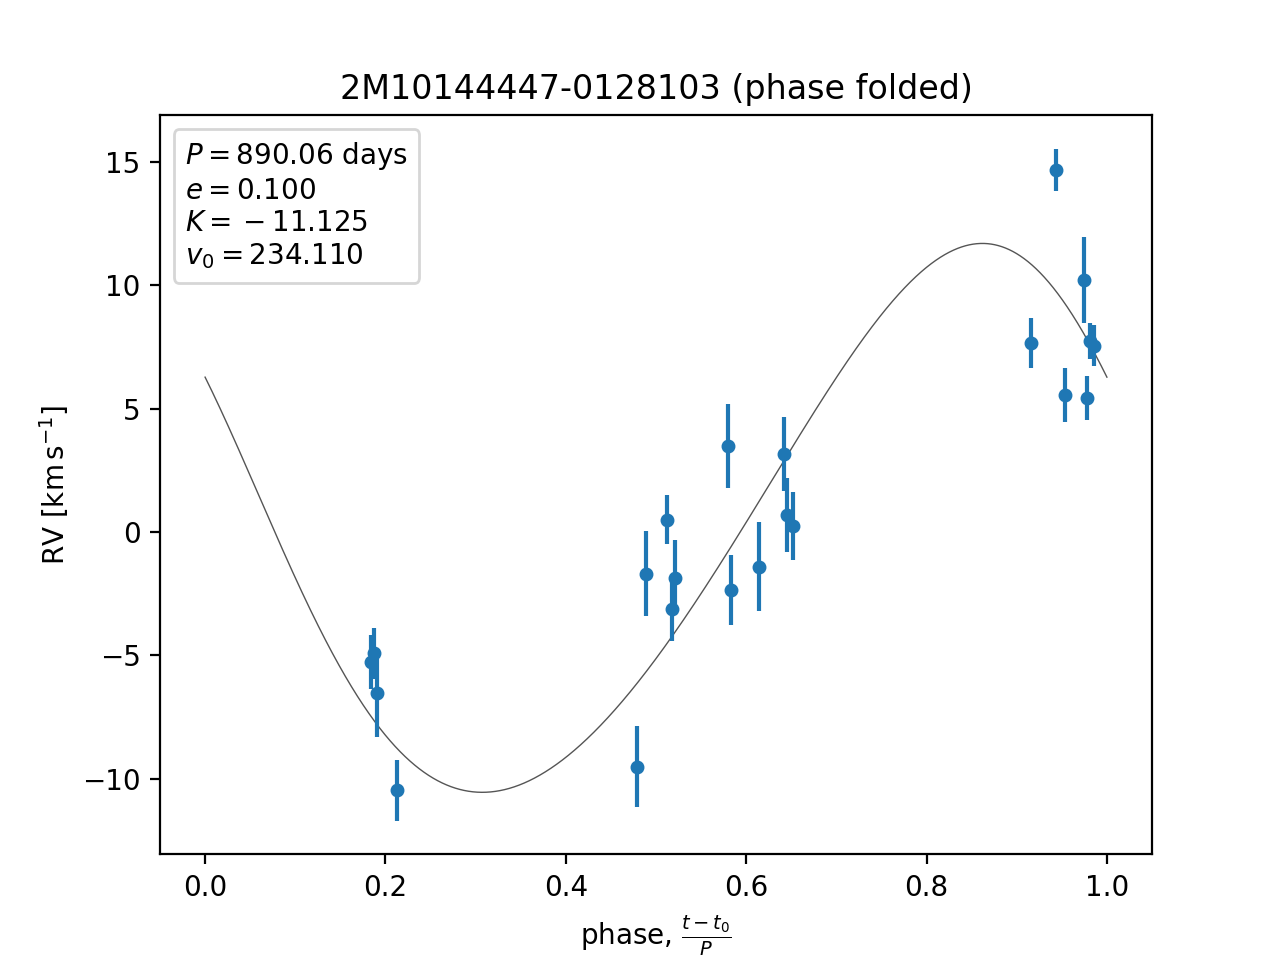 2M10144447-0128103 (phase folded)
P = 890.06 days
e = 0.100
K = −11.125
v₀ = 234.110
15
10
5
0
−5
−10
RV [km s⁻¹]
0.0 0.2 0.4 0.6 0.8 1.0
phase, (t − t₀)/P